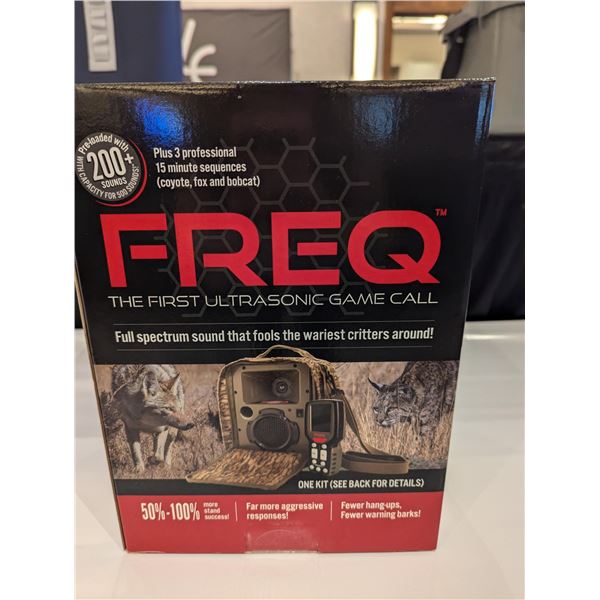 Pre-loaded with
200+
SOUNDS
WITH CAPACITY FOR 500 SOUNDS!
Plus 3 professional
15 minute sequences
(coyote, fox and bobcat)
FREQ™
THE FIRST ULTRASONIC GAME CALL
Full spectrum sound that fools the wariest critters around!
ONE KIT (SEE BACK FOR DETAILS)
50%-100% more stand success!
Far more aggressive
responses!
Fewer hang-ups,
Fewer warning barks!